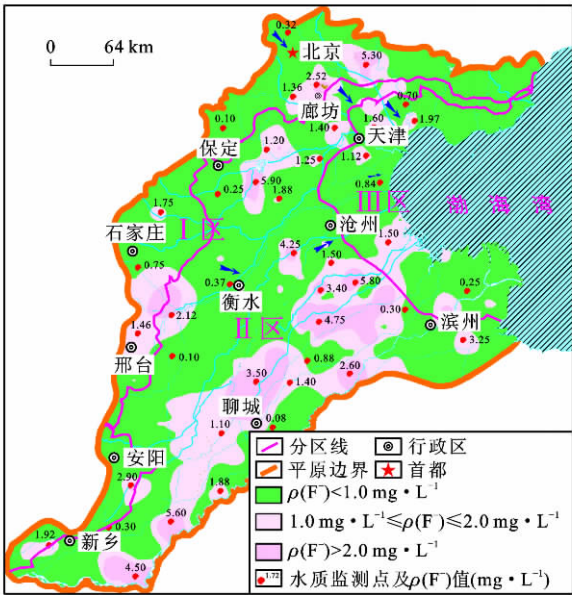 0 64 km
0.32
北京
5.30
2.52
1.36
廊坊
0.70
0.10
1.40
1.60
1.97
天津
保定
1.20
1.25
1.12
5.90
0.84
0.25
1.88
III区
渤海湾
1.75
I区
沧州
石家庄
1.50
4.25
1.50
0.75
0.37
衡水
3.40
5.80
0.25
2.12
II区
4.75
0.30
滨州
1.46
3.25
邢台
0.10
0.88
3.50
1.40
2.60
聊城
0.08
1.10
安阳
2.90
1.88
5.60
0.30
1.92
新乡
4.50
分区线 行政区
平原边界 首都
ρ(F⁻)<1.0 mg·L⁻¹
1.0 mg·L⁻¹≤ρ(F⁻)≤2.0 mg·L⁻¹
ρ(F⁻)>2.0 mg·L⁻¹
1.72 水质监测点及ρ(F⁻)值(mg·L⁻¹)